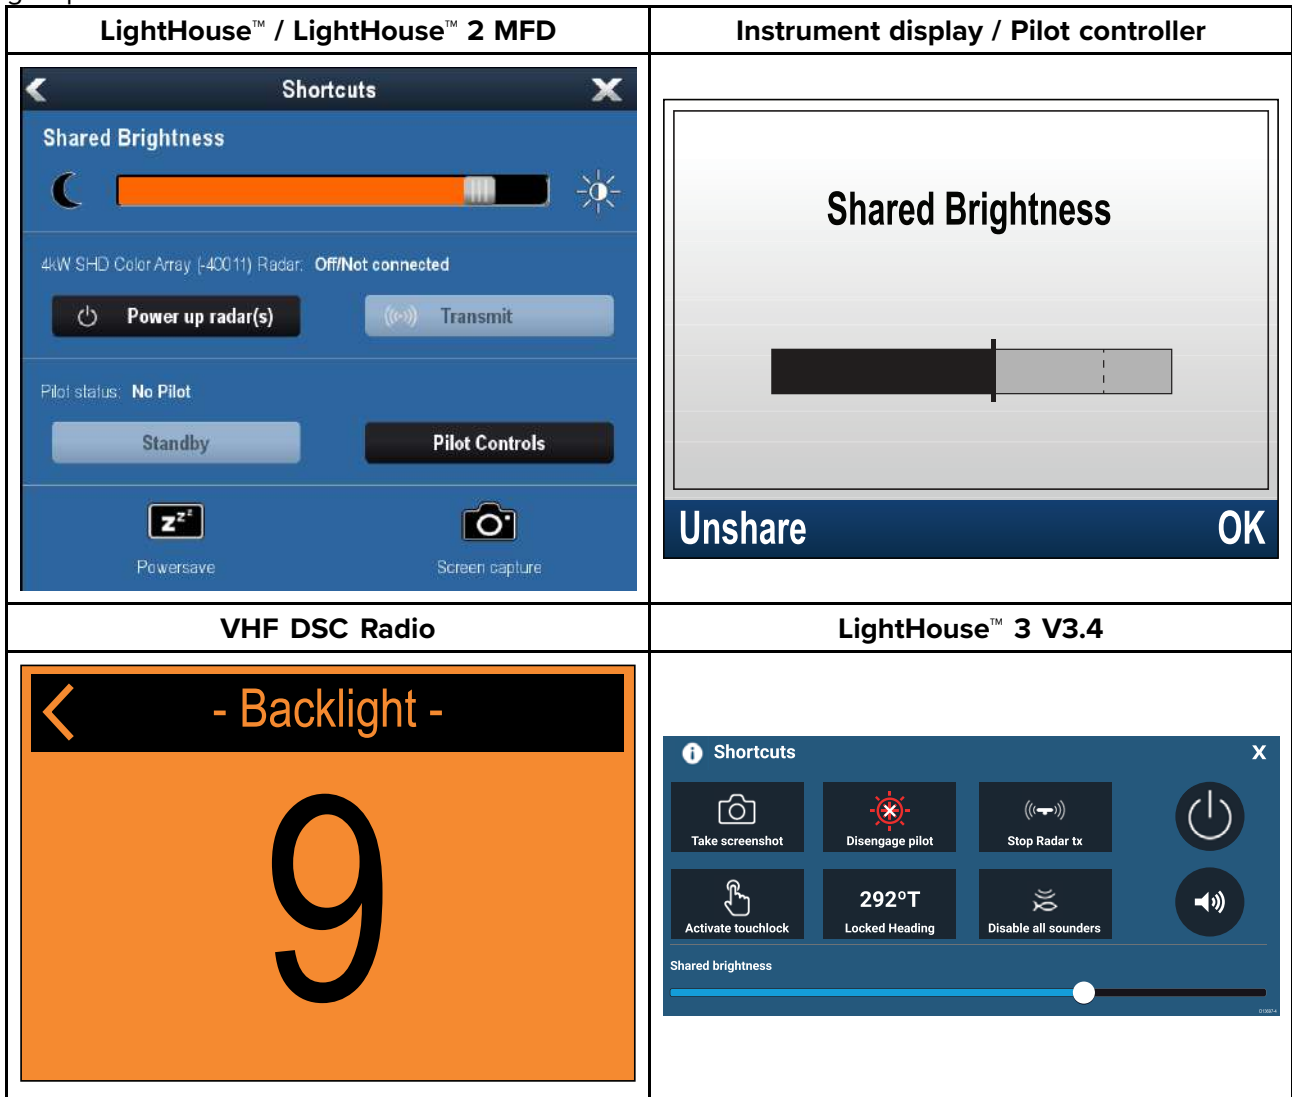 LightHouse™ / LightHouse™ 2 MFD
Instrument display / Pilot controller
Shortcuts
X
Shared Brightness
4kW SHD Color Array (-40011) Radar: Off/Not connected
Power up radar(s)
Transmit
Pilot status: No Pilot
Standby
Pilot Controls
zzz
Powersave
Screen capture
Shared Brightness
Unshare
OK
VHF DSC Radio
LightHouse™ 3 V3.4
- Backlight -
9
Shortcuts
X
Take screenshot
Disengage pilot
Stop Radar tx
Activate touchlock
292°T
Locked Heading
Disable all sounders
Shared brightness